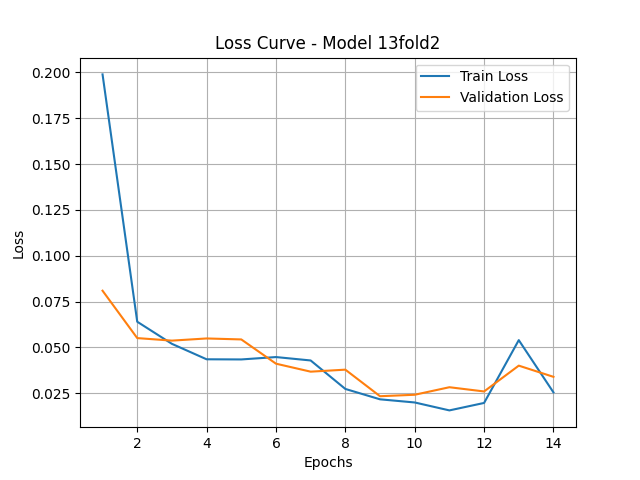 Loss Curve - Model 13fold2
Train Loss
Validation Loss
0.200
0.175
0.150
0.125
0.100
0.075
0.050
0.025
Loss
2 4 6 8 10 12 14
Epochs